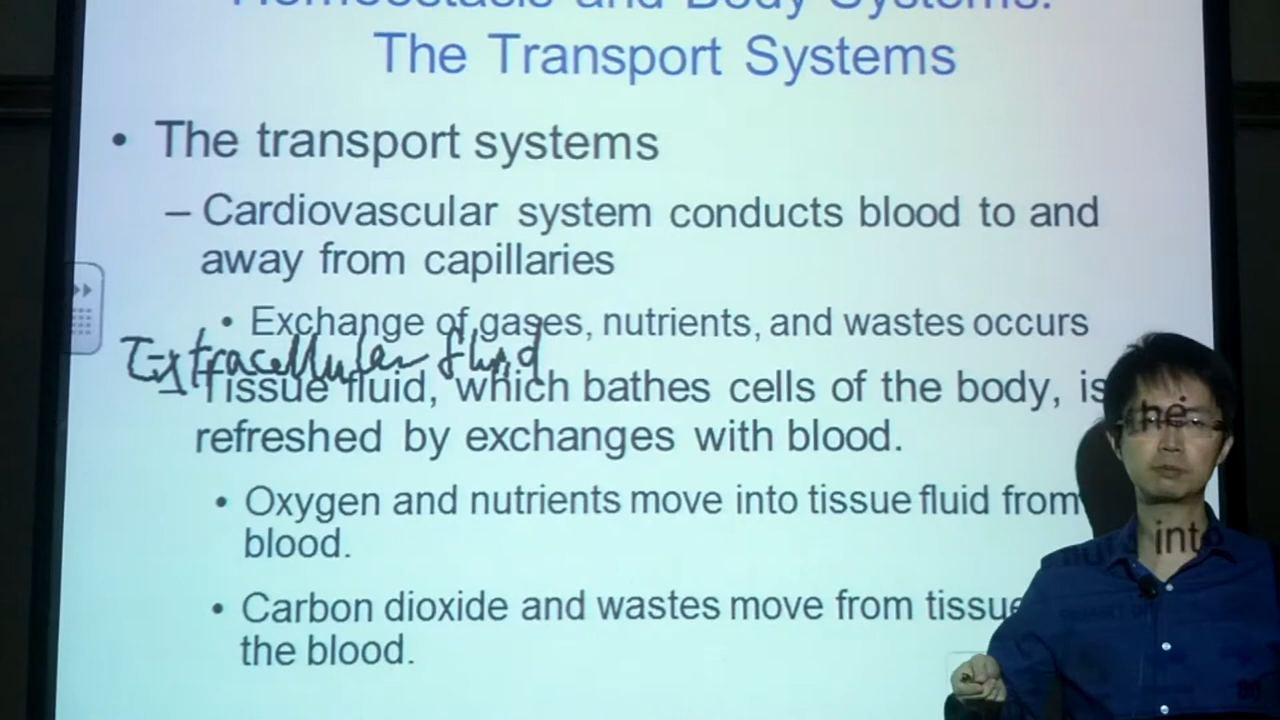 Homeostasis and Body Systems:
The Transport Systems
• The transport systems
– Cardiovascular system conducts blood to and
away from capillaries
• Exchange of gases, nutrients, and wastes occurs
Extracellular fluid
– Tissue fluid, which bathes cells of the body, is
refreshed by exchanges with blood.
• Oxygen and nutrients move into tissue fluid from the
blood.
• Carbon dioxide and wastes move from tissue fluid into
the blood.